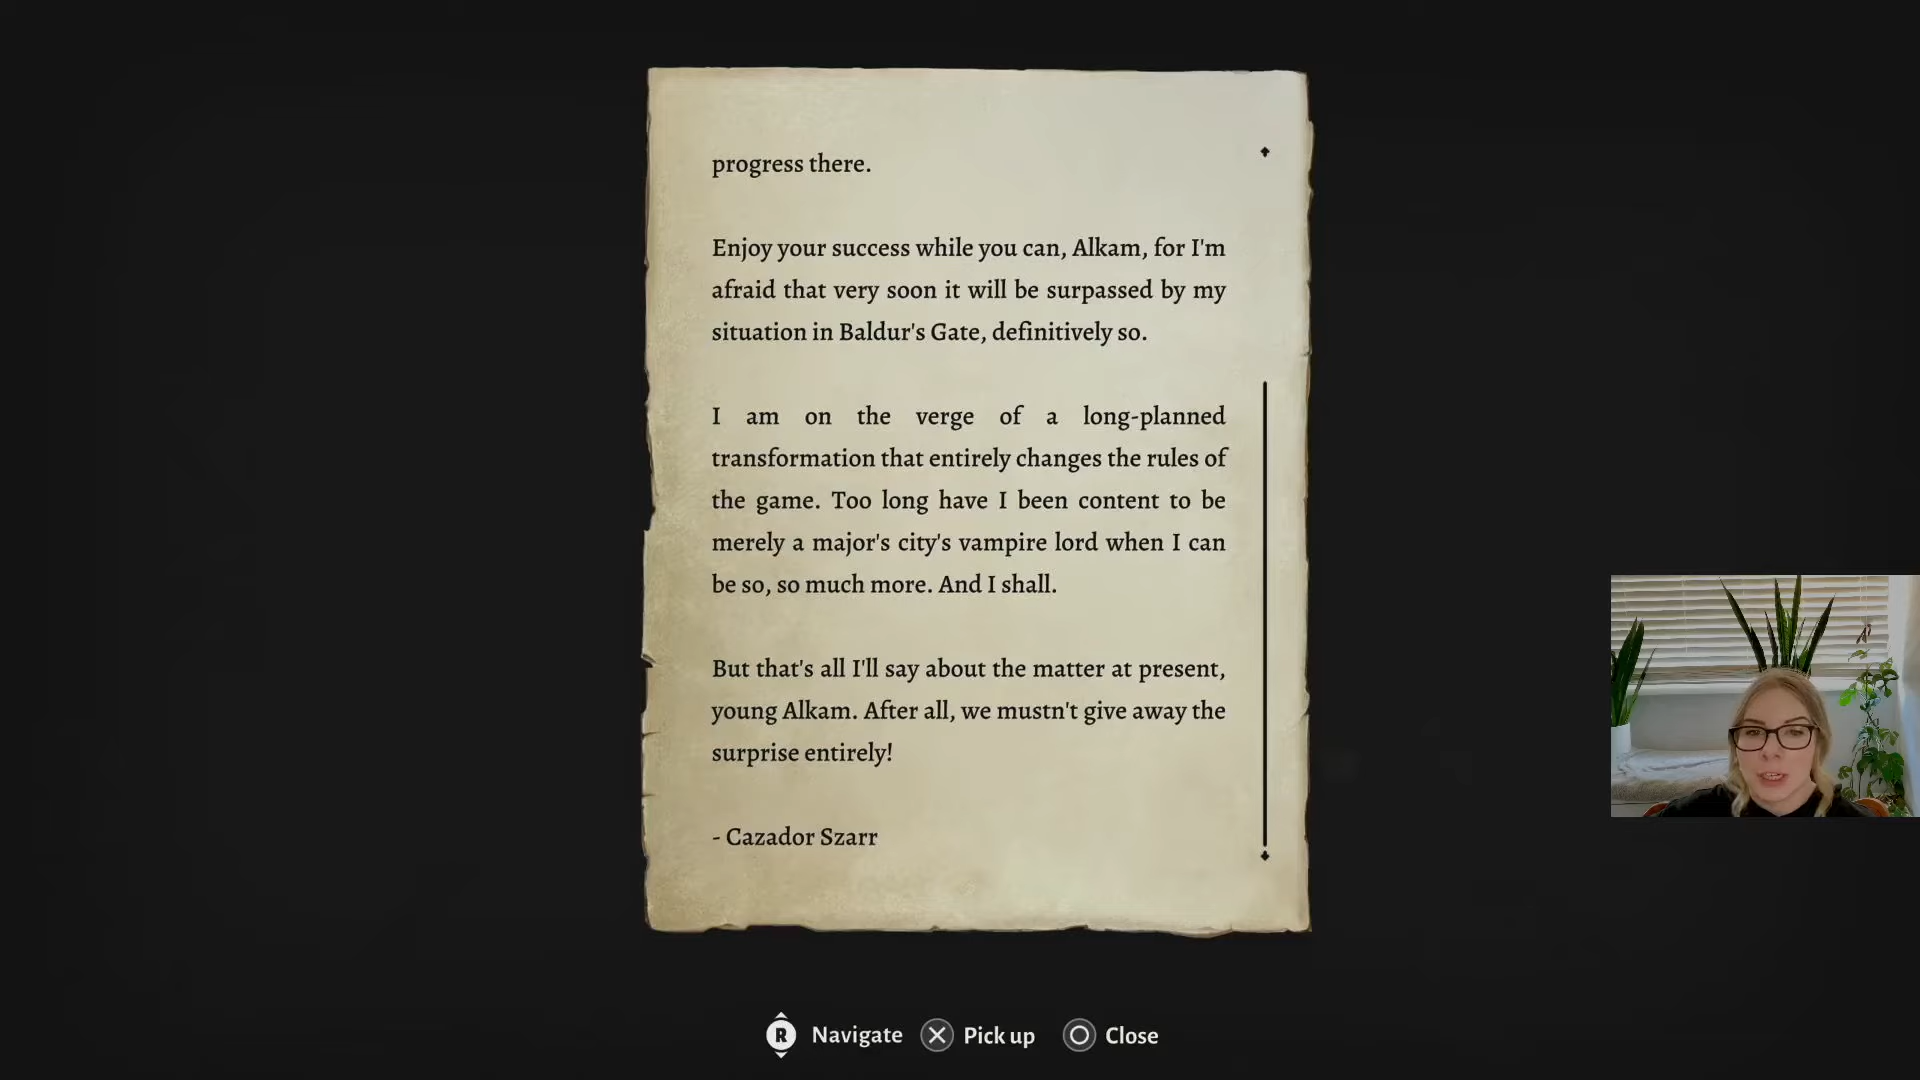 progress there.
Enjoy your success while you can, Alkam, for I'm
afraid that very soon it will be surpassed by my
situation in Baldur's Gate, definitively so.
I am on the verge of a long-planned
transformation that entirely changes the rules of
the game. Too long have I been content to be
merely a major's city's vampire lord when I can
be so, so much more. And I shall.
But that's all I'll say about the matter at present,
young Alkam. After all, we mustn't give away the
surprise entirely!
- Cazador Szarr
R Navigate Pick up Close